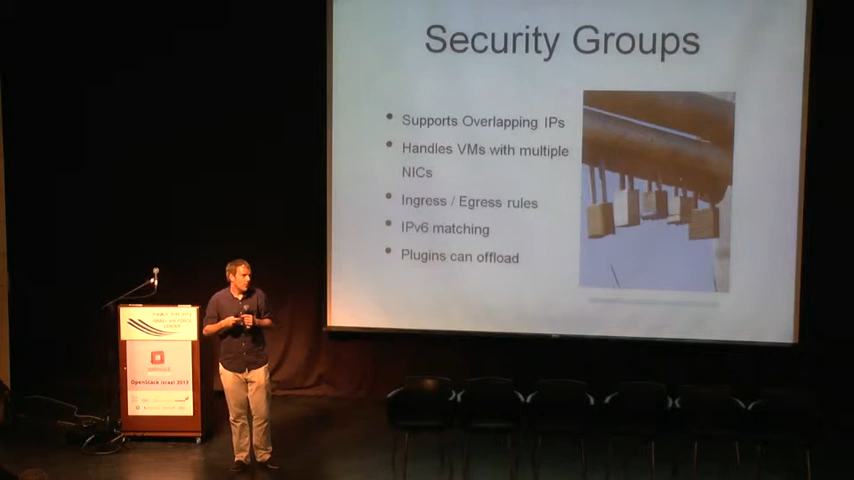 Security Groups
Supports Overlapping IPs
Handles VMs with multiple
NICs
Ingress / Egress rules
IPv6 matching
Plugins can offload
OpenStack Israel 2013